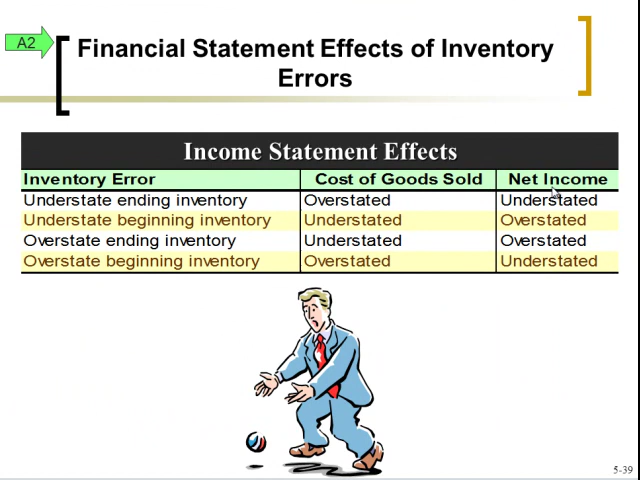 A2
Financial Statement Effects of Inventory
Errors
Income Statement Effects
Inventory Error Cost of Goods Sold Net Income
Understate ending inventory Overstated Understated
Understate beginning inventory Understated Overstated
Overstate ending inventory Understated Overstated
Overstate beginning inventory Overstated Understated
5-39